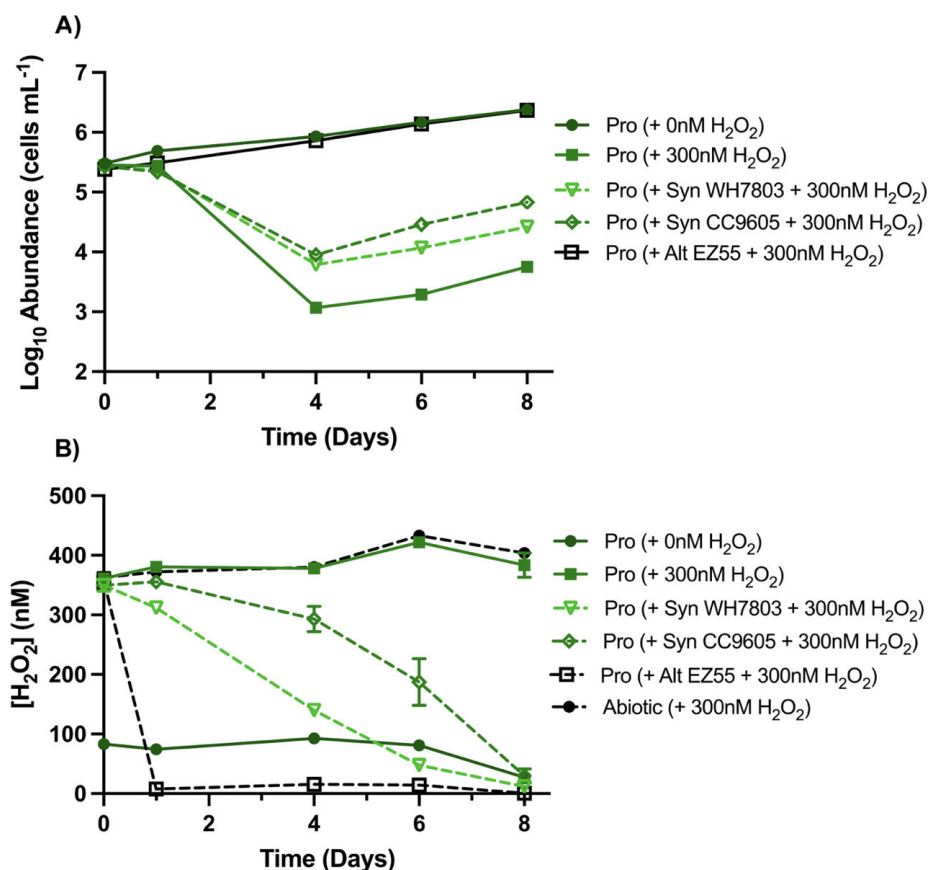 A)
Log₁₀ Abundance (cells mL⁻¹)
7
6
5
4
3
2
0 2 4 6 8
Time (Days)
Pro (+ 0nM H₂O₂)
Pro (+ 300nM H₂O₂)
Pro (+ Syn WH7803 + 300nM H₂O₂)
Pro (+ Syn CC9605 + 300nM H₂O₂)
Pro (+ Alt EZ55 + 300nM H₂O₂)
B)
[H₂O₂] (nM)
500
400
300
200
100
0
0 2 4 6 8
Time (Days)
Pro (+ 0nM H₂O₂)
Pro (+ 300nM H₂O₂)
Pro (+ Syn WH7803 + 300nM H₂O₂)
Pro (+ Syn CC9605 + 300nM H₂O₂)
Pro (+ Alt EZ55 + 300nM H₂O₂)
Abiotic (+ 300nM H₂O₂)